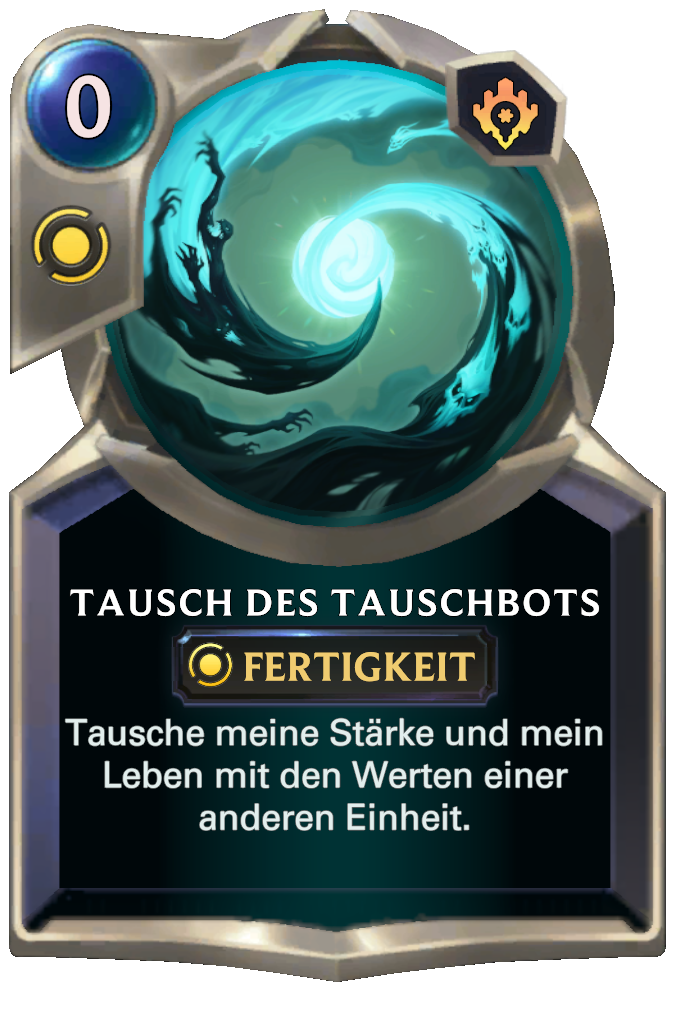 0
TAUSCH DES TAUSCHBOTS
FERTIGKEIT
Tausche meine Stärke und mein
Leben mit den Werten einer
anderen Einheit.